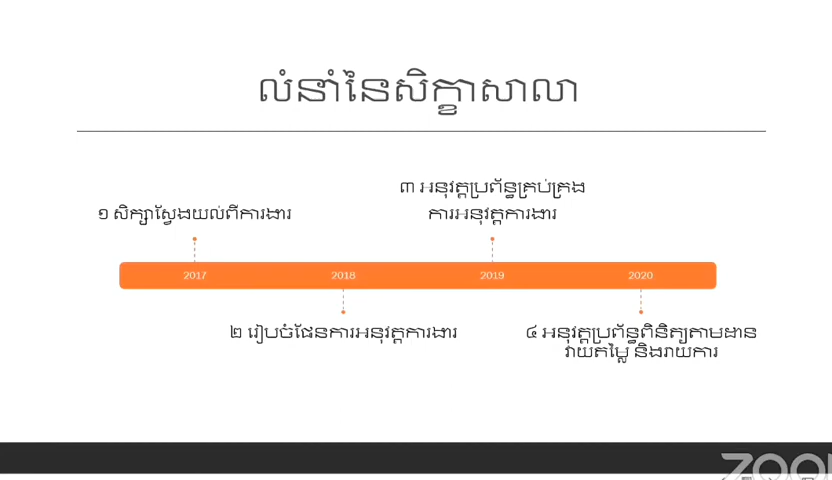 លំនាំនៃសិក្ខាសាលា
៣ អនុវត្តប្រព័ន្ធគ្រប់គ្រង
ការអនុវត្តការងារ
១ សិក្សាស្វែងយល់ពីការងារ
2017
2018
2019
2020
២ រៀបចំផែនការអនុវត្តការងារ
៤ អនុវត្តប្រព័ន្ធពិនិត្យតាមដាន
វាយតម្លៃ និងរាយការ
ZOOM